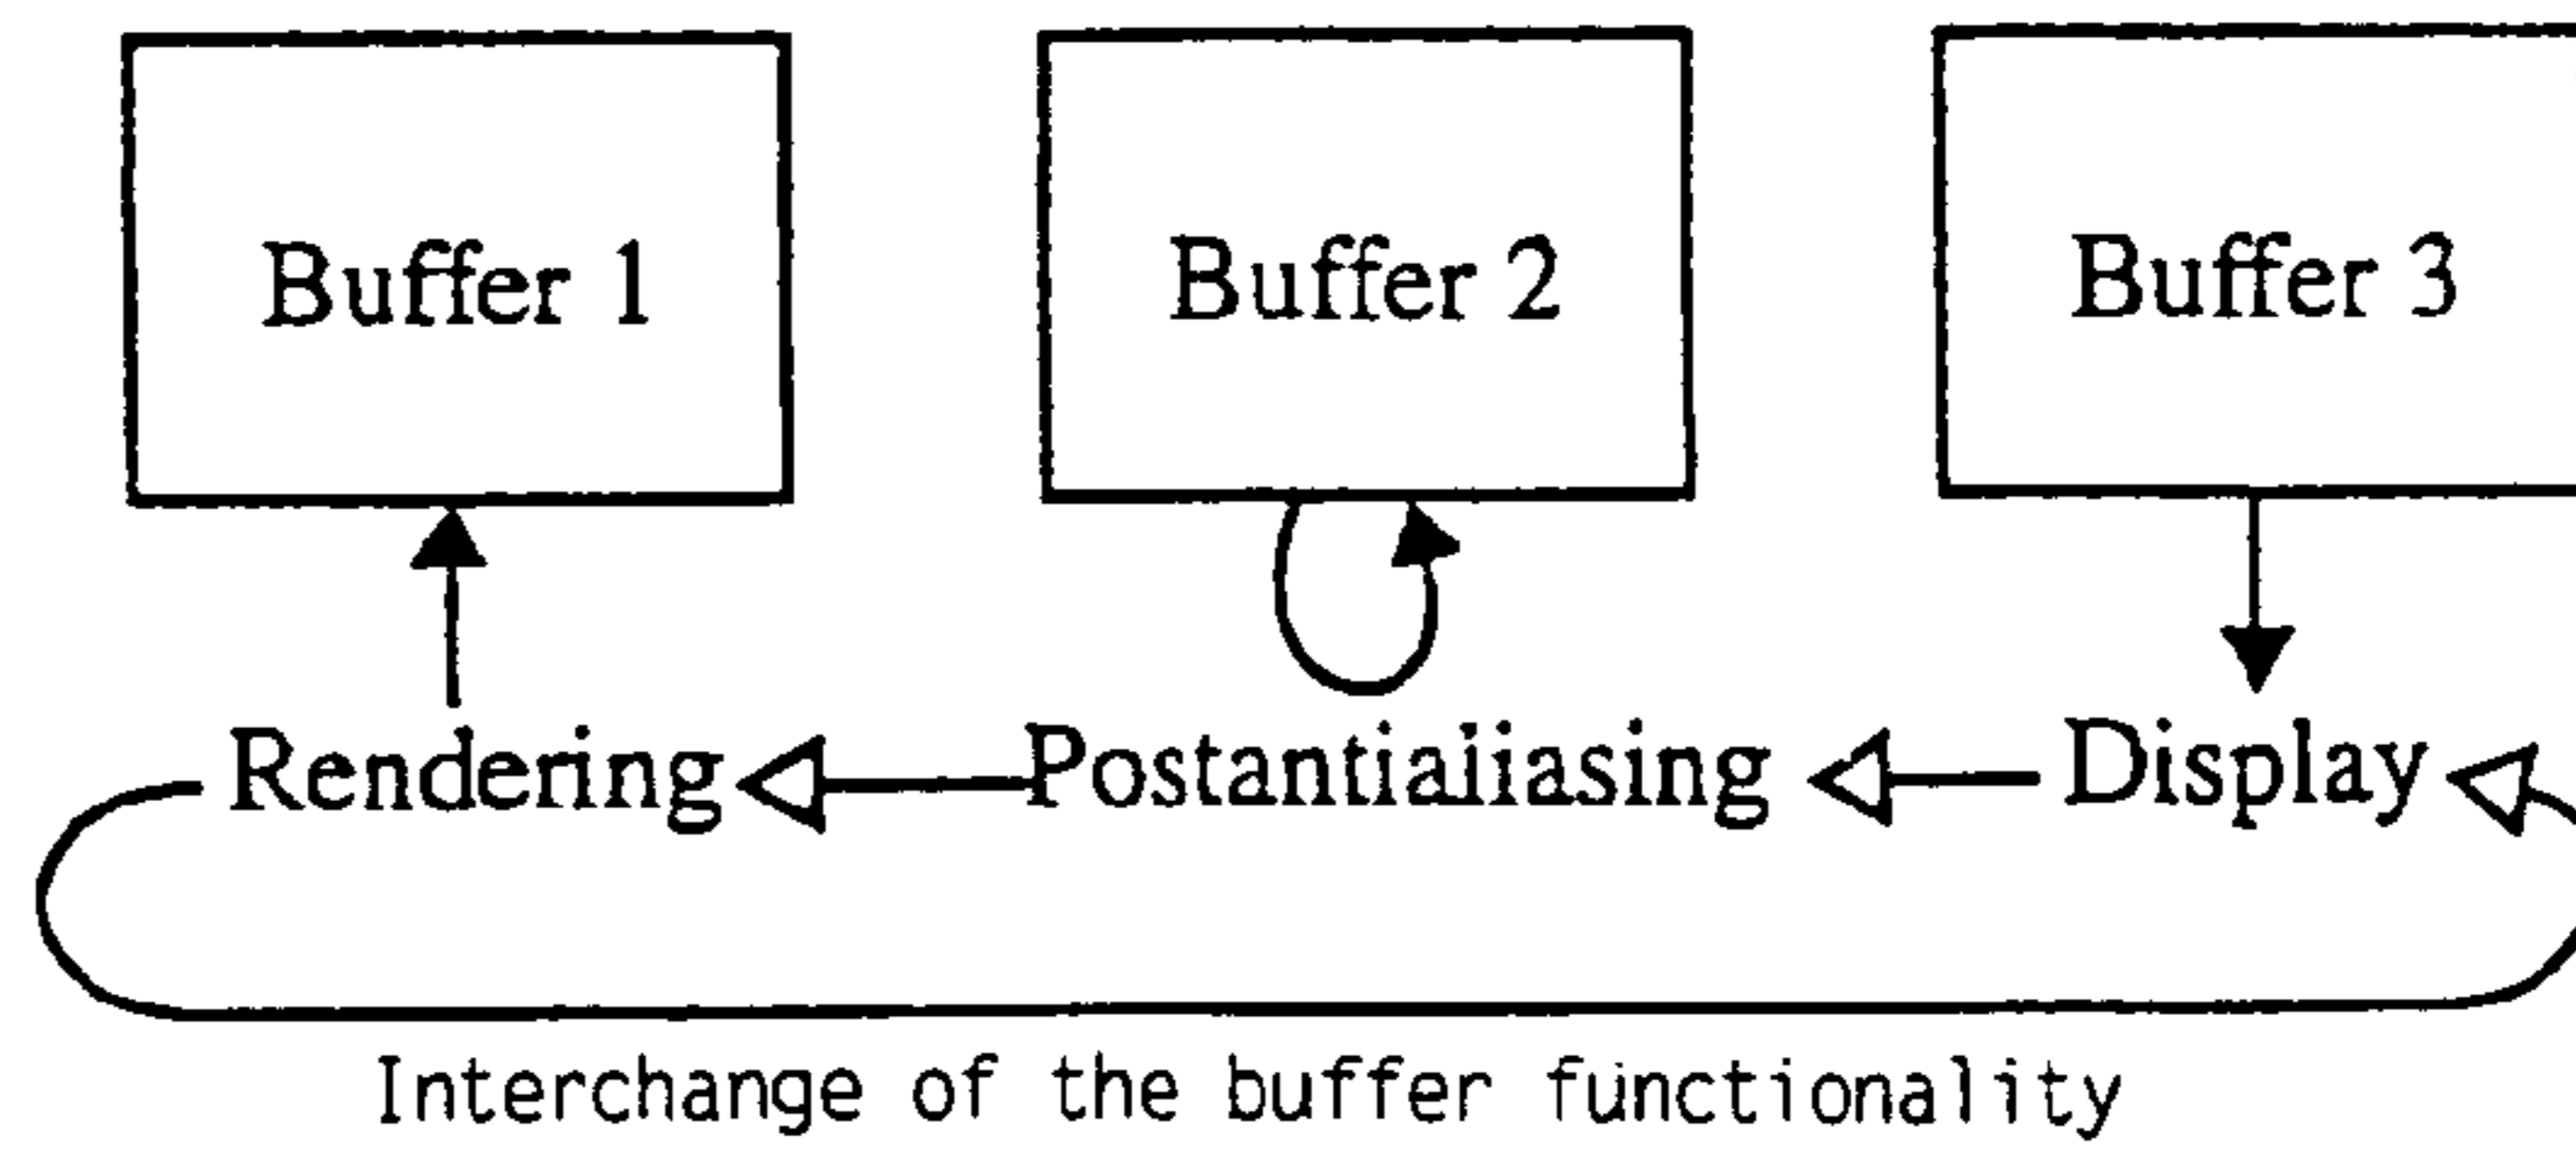 Buffer 1 Buffer 2 Buffer 3
Rendering Postantialiasing Display
Interchange of the buffer functionality